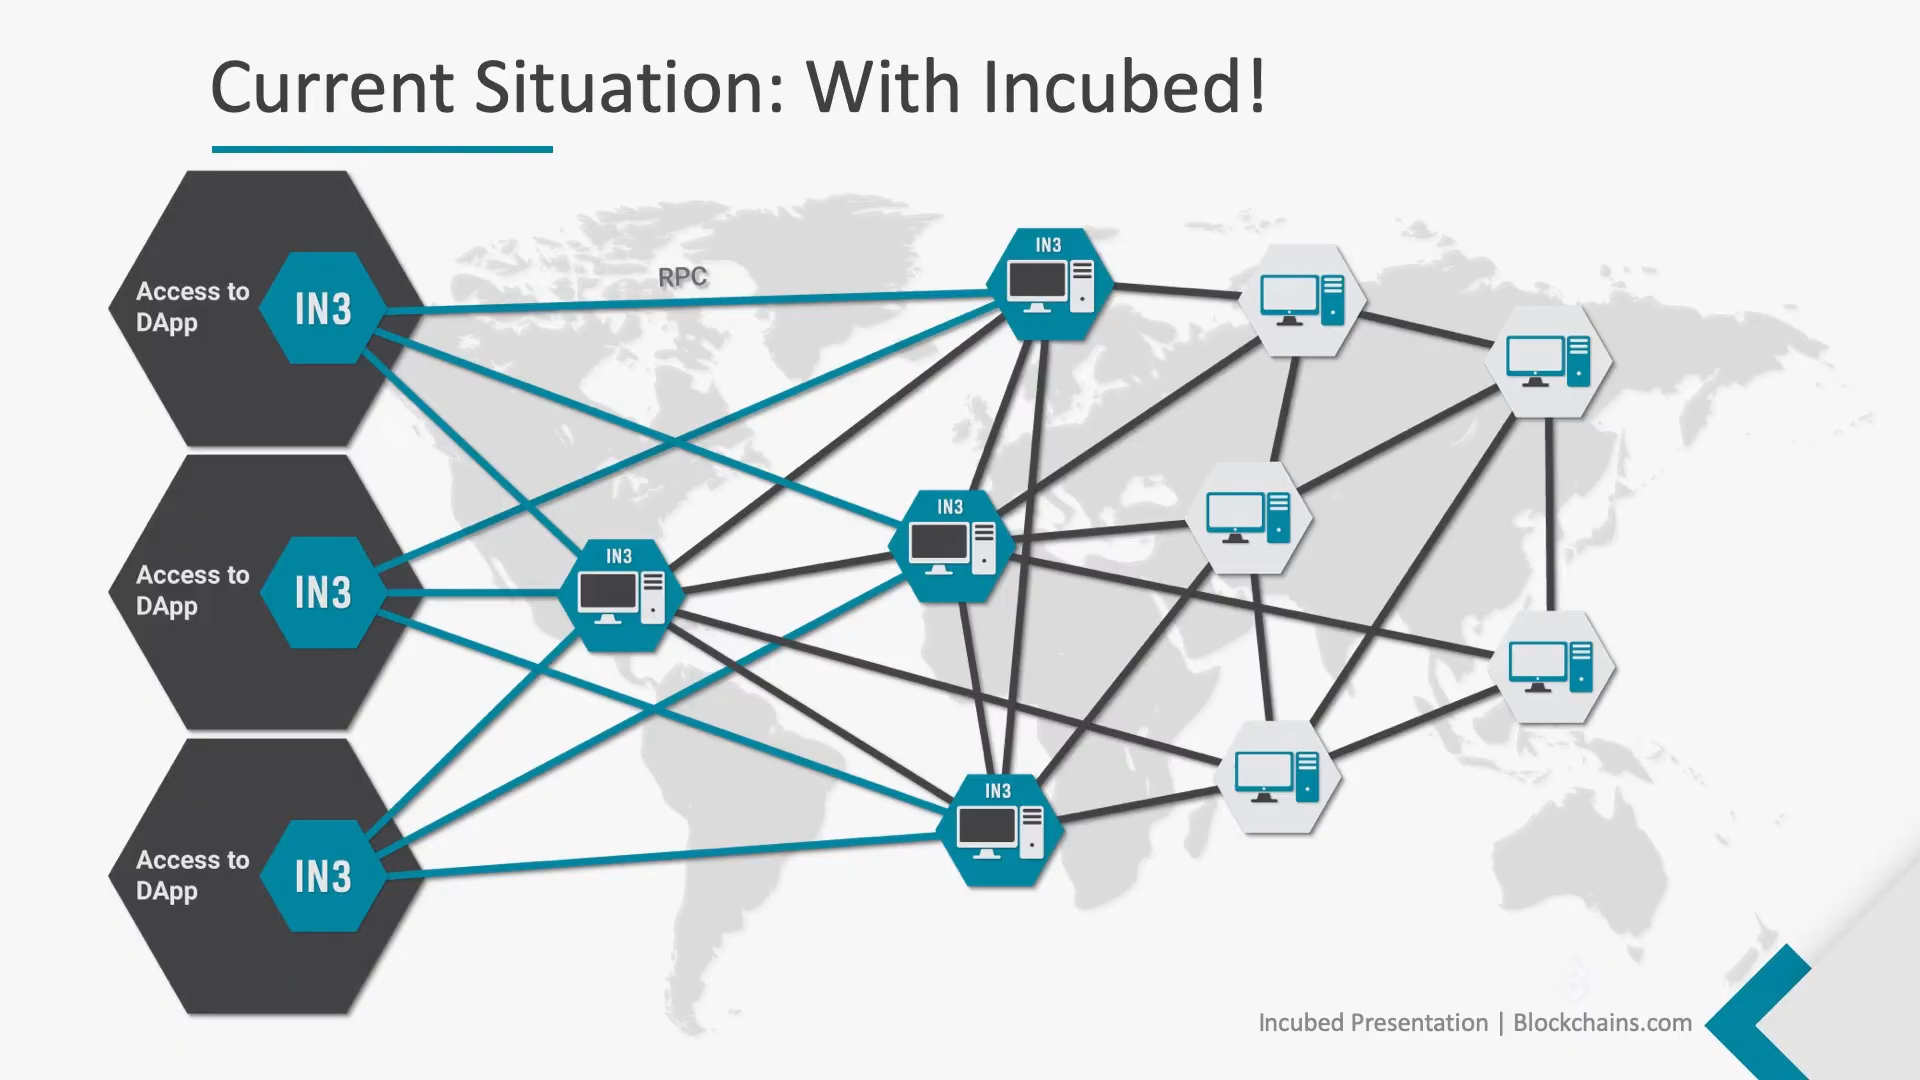 Current Situation: With Incubed!
Access to
DApp
IN3
RPC
IN3
IN3
IN3
Access to
DApp
IN3
Access to
DApp
IN3
IN3
Incubed Presentation | Blockchains.com